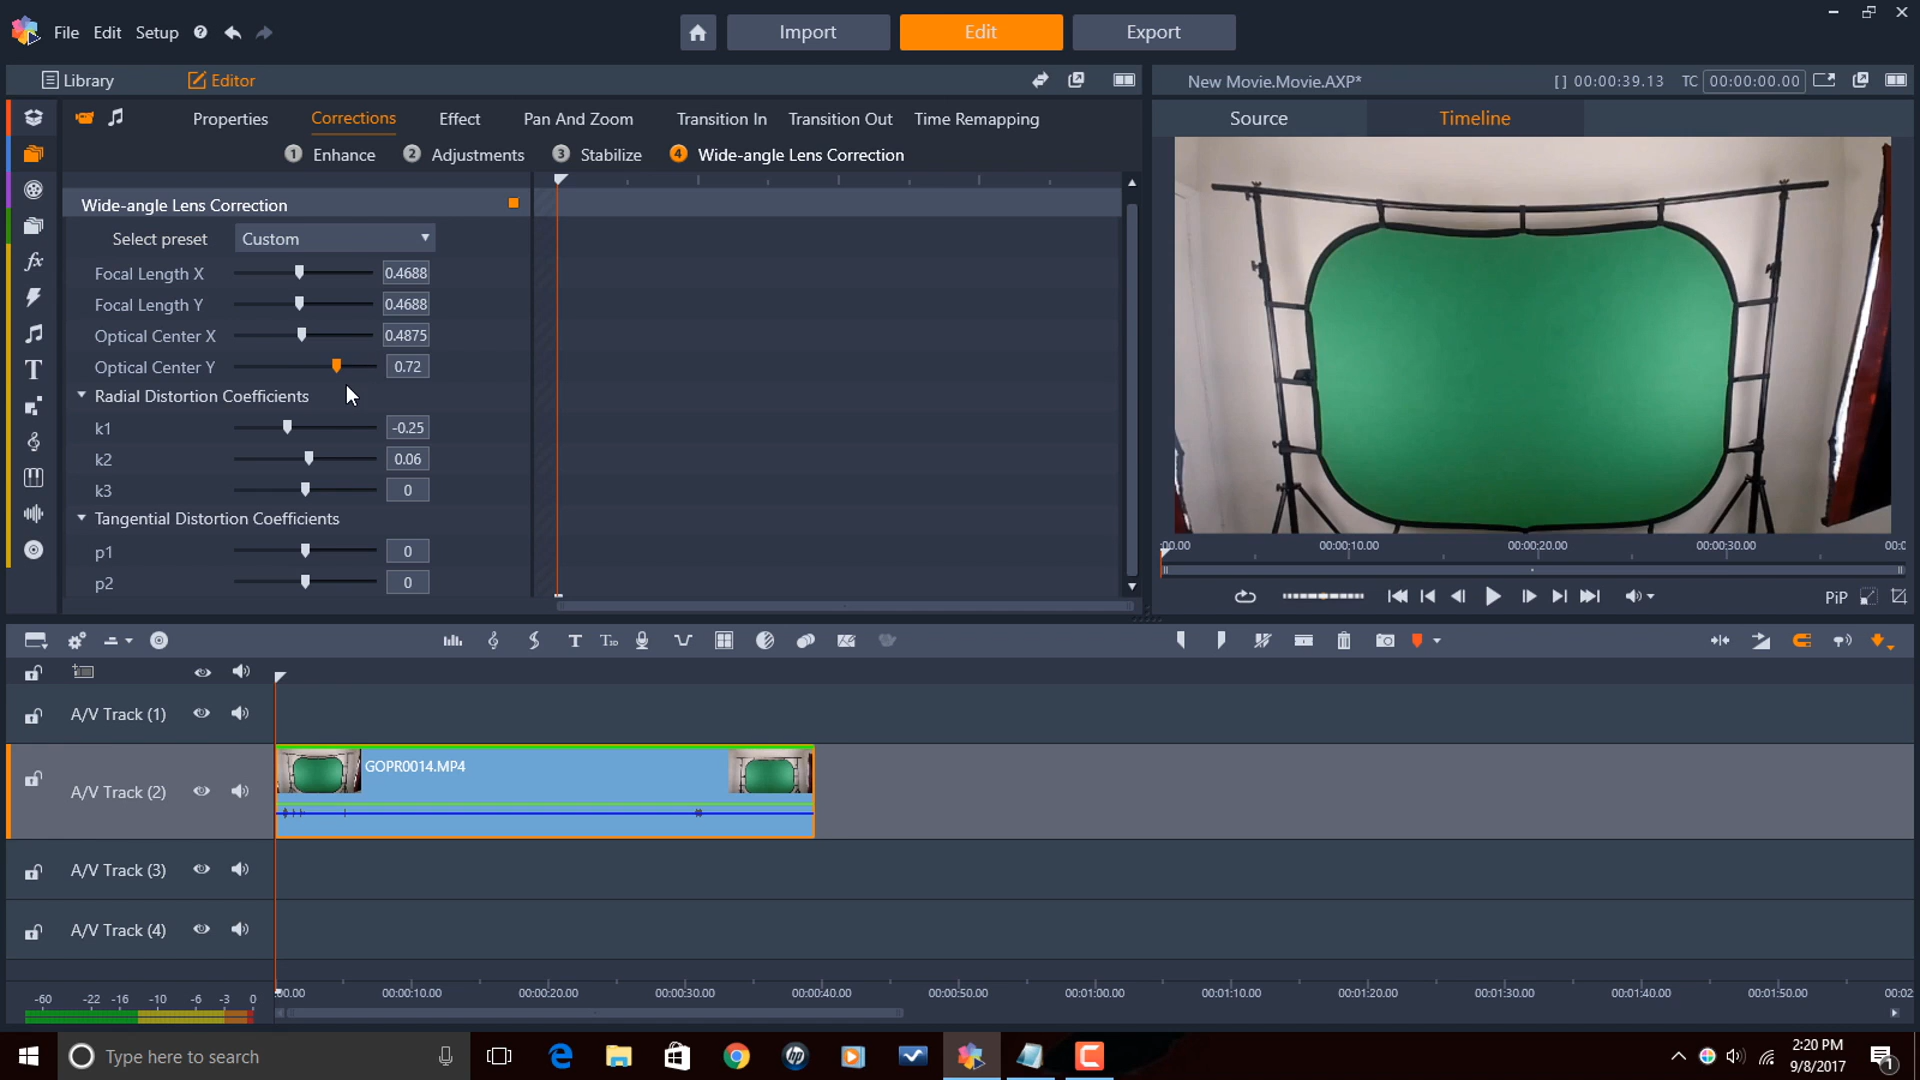 File Edit Setup ? Import Edit Export
Library Editor New Movie.Movie.AXP* [ ] 00:00:39.13 TC 00:00:00.00
Properties Corrections Effect Pan And Zoom Transition In Transition Out Time Remapping Source Timeline
1 Enhance 2 Adjustments 3 Stabilize 4 Wide-angle Lens Correction
Wide-angle Lens Correction
Select preset Custom
Focal Length X 0.4688
Focal Length Y 0.4688
Optical Center X 0.4875
Optical Center Y 0.72
Radial Distortion Coefficients
k1 -0.25
k2 0.06
k3 0
Tangential Distortion Coefficients
p1 0
p2 0
:00.00 00:00:10.00 00:00:20.00 00:00:30.00 00:0
PiP
A/V Track (1)
GOPR0014.MP4
A/V Track (2)
A/V Track (3)
A/V Track (4)
-60 -22 -16 -10 -6 -3 0
:00.00 00:00:10.00 00:00:20.00 00:00:30.00 00:00:40.00 00:00:50.00 00:01:00.00 00:01:10.00 00:01:20.00 00:01:30.00 00:01:40.00 00:01:50.00 00:02
Type here to search
2:20 PM
9/8/2017
1